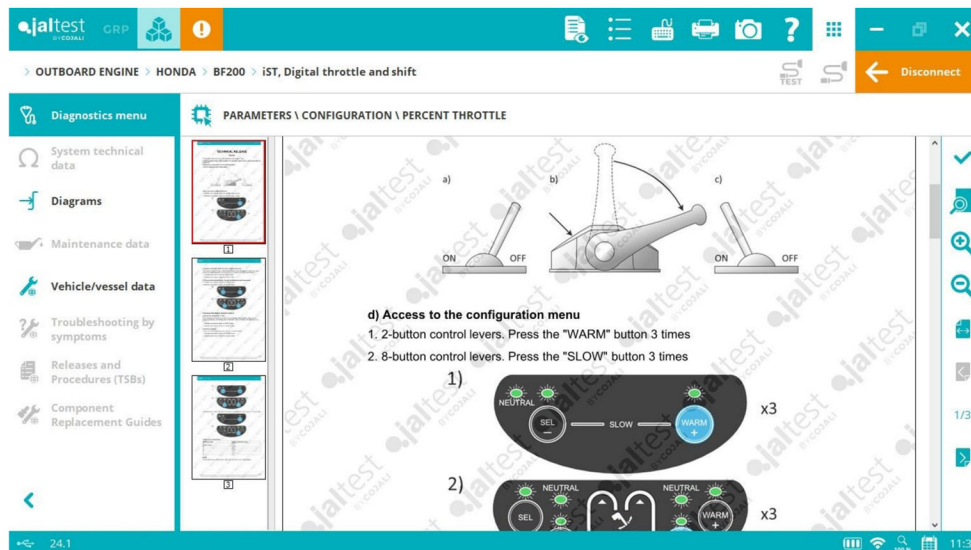 jaltest
BY COJALI
GRP
OUTBOARD ENGINE > HONDA > BF200 > iST, Digital throttle and shift
TEST
Disconnect
Diagnostics menu
PARAMETERS \ CONFIGURATION \ PERCENT THROTTLE
System technical
data
Diagrams
Maintenance data
Vehicle/vessel data
Troubleshooting by
symptoms
Releases and
Procedures (TSBs)
Component
Replacement Guides
1
2
3
a)
b)
c)
ON
OFF
ON
OFF
d) Access to the configuration menu
1. 2-button control levers. Press the "WARM" button 3 times
2. 8-button control levers. Press the "SLOW" button 3 times
1)
NEUTRAL
SEL
–
SLOW
WARM
+
x3
2)
NEUTRAL
NEUTRAL
SEL
WARM
+
x3
1/3
24.1
11:3